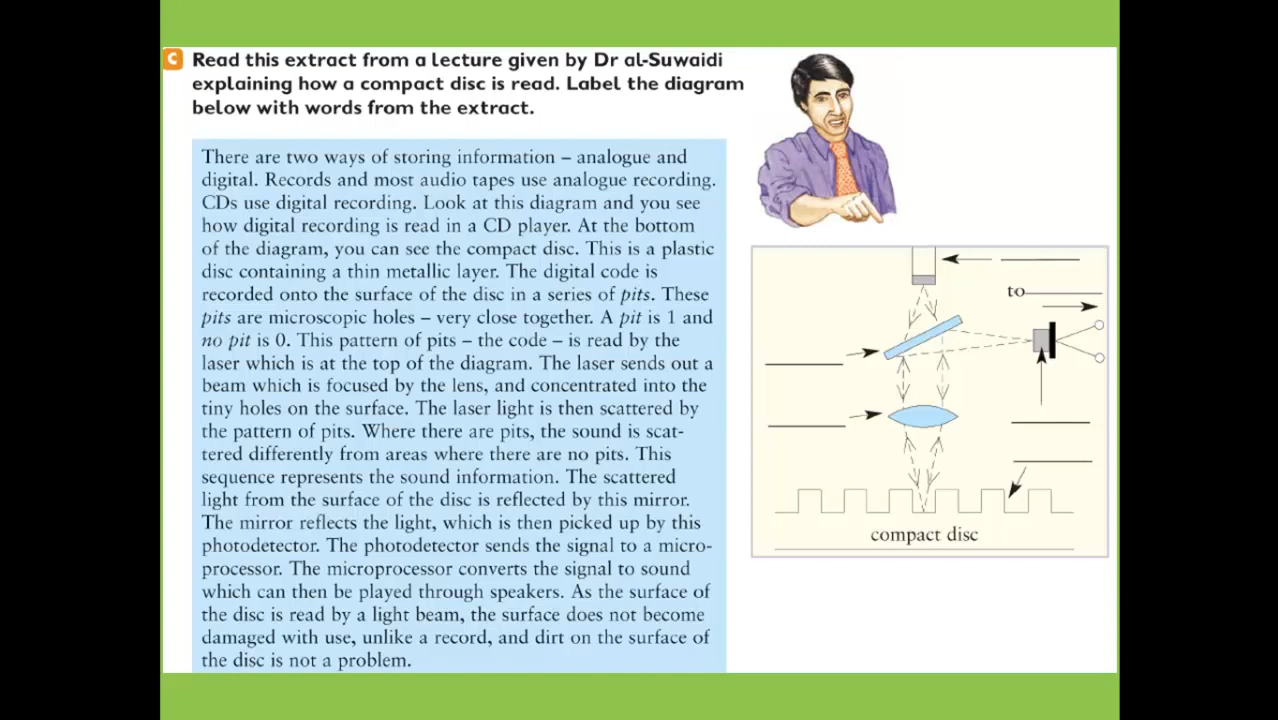 C Read this extract from a lecture given by Dr al-Suwaidi
explaining how a compact disc is read. Label the diagram
below with words from the extract.
There are two ways of storing information – analogue and
digital. Records and most audio tapes use analogue recording.
CDs use digital recording. Look at this diagram and you see
how digital recording is read in a CD player. At the bottom
of the diagram, you can see the compact disc. This is a plastic
disc containing a thin metallic layer. The digital code is
recorded onto the surface of the disc in a series of pits. These
pits are microscopic holes – very close together. A pit is 1 and
no pit is 0. This pattern of pits – the code – is read by the
laser which is at the top of the diagram. The laser sends out a
beam which is focused by the lens, and concentrated into the
tiny holes on the surface. The laser light is then scattered by
the pattern of pits. Where there are pits, the sound is scat-
tered differently from areas where there are no pits. This
sequence represents the sound information. The scattered
light from the surface of the disc is reflected by this mirror.
The mirror reflects the light, which is then picked up by this
photodetector. The photodetector sends the signal to a micro-
processor. The microprocessor converts the signal to sound
which can then be played through speakers. As the surface of
the disc is read by a light beam, the surface does not become
damaged with use, unlike a record, and dirt on the surface of
the disc is not a problem.
to
compact disc